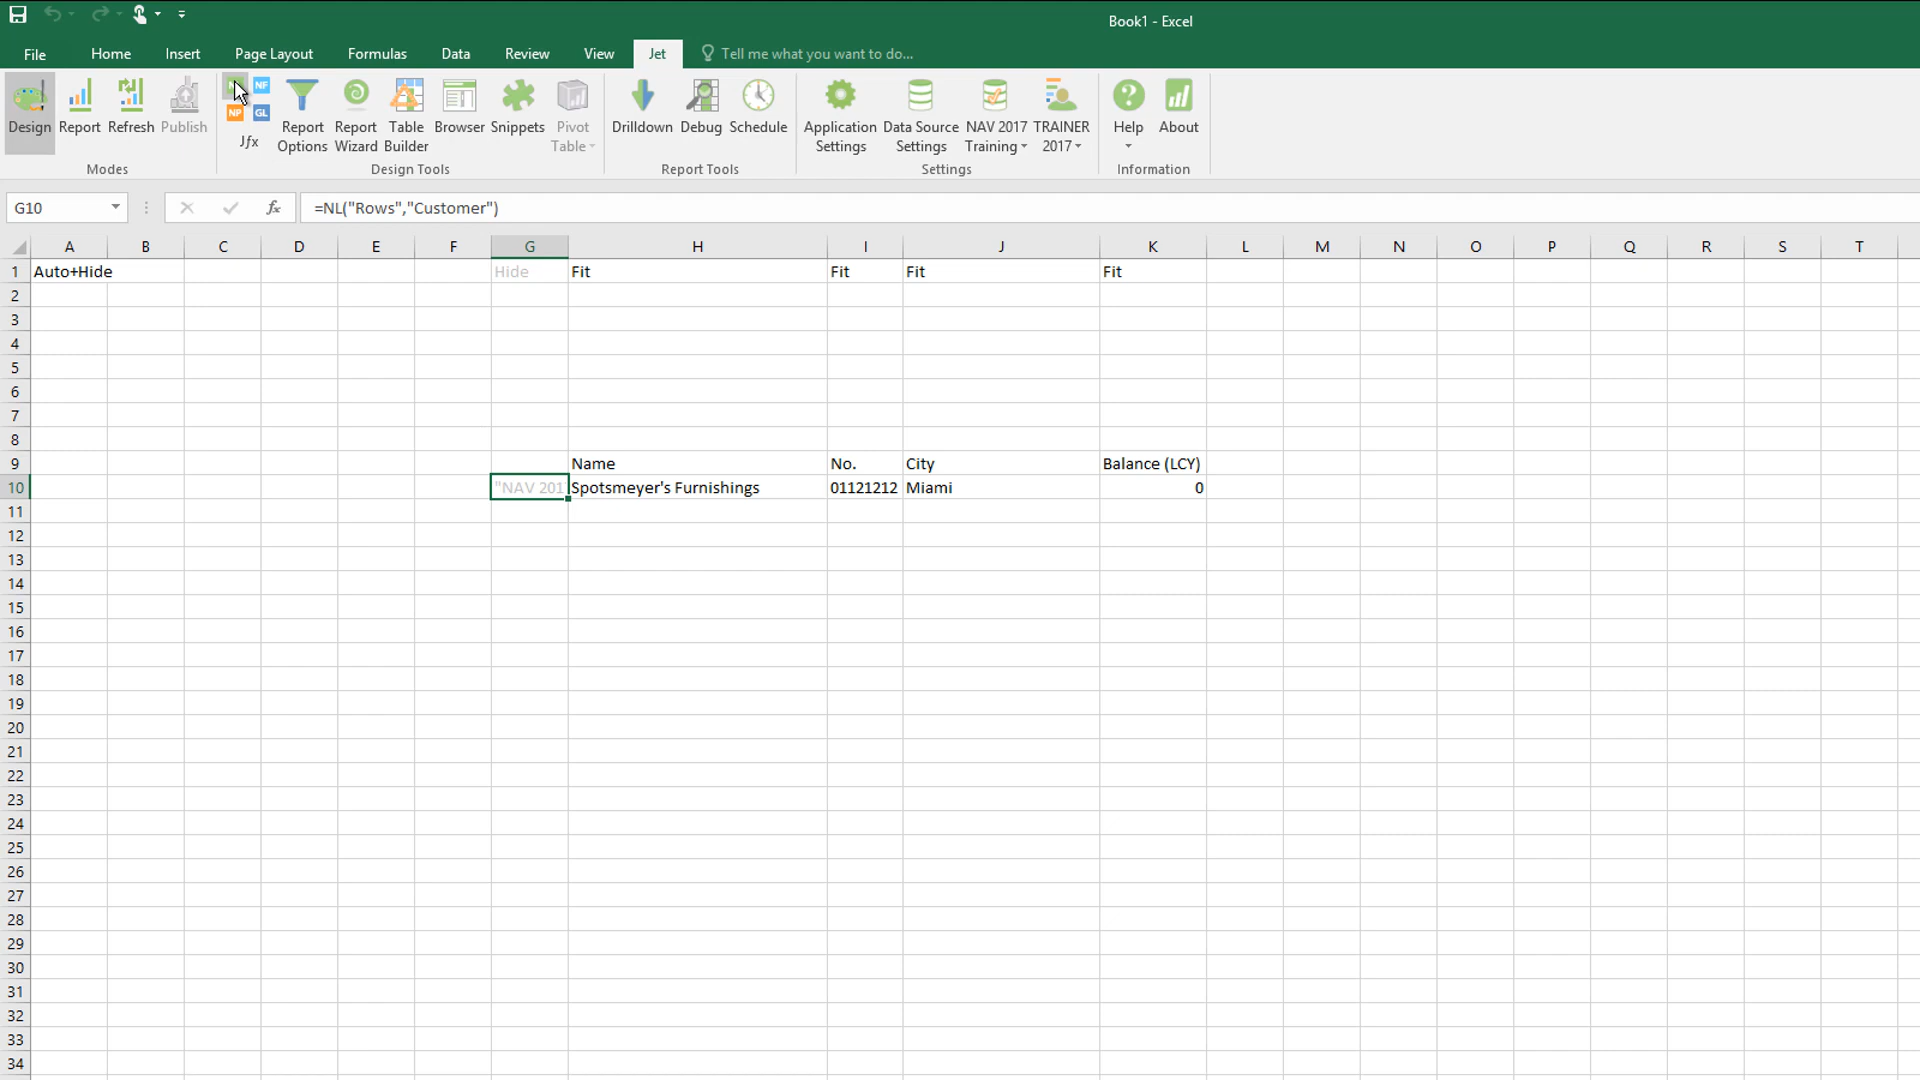 Book1 - Excel
File Home Insert Page Layout Formulas Data Review View Jet Tell me what you want to do...
NF
NP GL
Design Report Refresh Publish Jfx Report Options Report Wizard Table Builder Browser Snippets Pivot Table Drilldown Debug Schedule Application Settings Data Source Settings NAV 2017 Training TRAINER 2017 Help About
Modes Design Tools Report Tools Settings Information
G10 fx =NL("Rows","Customer")
A B C D E F G H I J K L M N O P Q R S T
1 Auto+Hide Hide Fit Fit Fit Fit
2
3
4
5
6
7
8
9 Name No. City Balance (LCY)
10 "NAV 201 Spotsmeyer's Furnishings 01121212 Miami 0
11
12
13
14
15
16
17
18
19
20
21
22
23
24
25
26
27
28
29
30
31
32
33
34